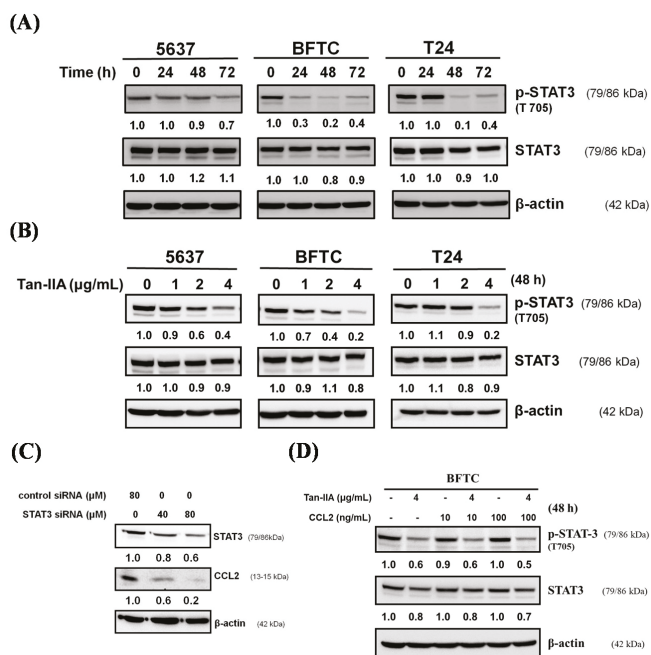 (A)
5637 BFTC T24
Time (h) 0 24 48 72 0 24 48 72 0 24 48 72
p-STAT3 (79/86 kDa)
(T 705)
1.0 1.0 0.9 0.7 1.0 0.3 0.2 0.4 1.0 1.0 0.1 0.4
STAT3 (79/86 kDa)
1.0 1.0 1.2 1.1 1.0 1.0 0.8 0.9 1.0 1.0 0.9 1.0
β-actin (42 kDa)
(B)
5637 BFTC T24
Tan-IIA (µg/mL) 0 1 2 4 0 1 2 4 0 1 2 4 (48 h)
p-STAT3 (79/86 kDa)
(T705)
1.0 0.9 0.6 0.4 1.0 0.7 0.4 0.2 1.0 1.1 0.9 0.2
STAT3 (79/86 kDa)
1.0 1.0 0.9 0.9 1.0 0.9 1.1 0.8 1.0 1.1 0.8 0.9
β-actin (42 kDa)
(C)
control siRNA (µM) 80 0 0
STAT3 siRNA (µM) 0 40 80
STAT3 (79/86kDa)
1.0 0.8 0.6
CCL2 (13-15 kDa)
1.0 0.6 0.2
β-actin (42 kDa)
(D)
BFTC
Tan-IIA (µg/mL) - 4 - 4 - 4
(48 h)
CCL2 (ng/mL) - - 10 10 100 100
p-STAT-3 (79/86 kDa)
(T705)
1.0 0.6 0.9 0.6 1.0 0.5
STAT3 (79/86 kDa)
1.0 0.8 0.8 1.0 1.0 0.7
β-actin (42 kDa)